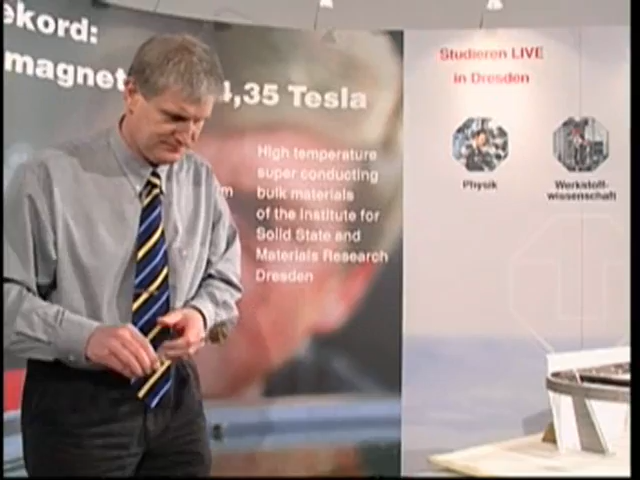 ekord:
magnet 4,35 Tesla
High temperature
super conducting
bulk materials
of the Institute for
Solid State and
Materials Research
Dresden
Studieren LIVE
in Dresden
Physik
Werkstoff-
wissenschaft